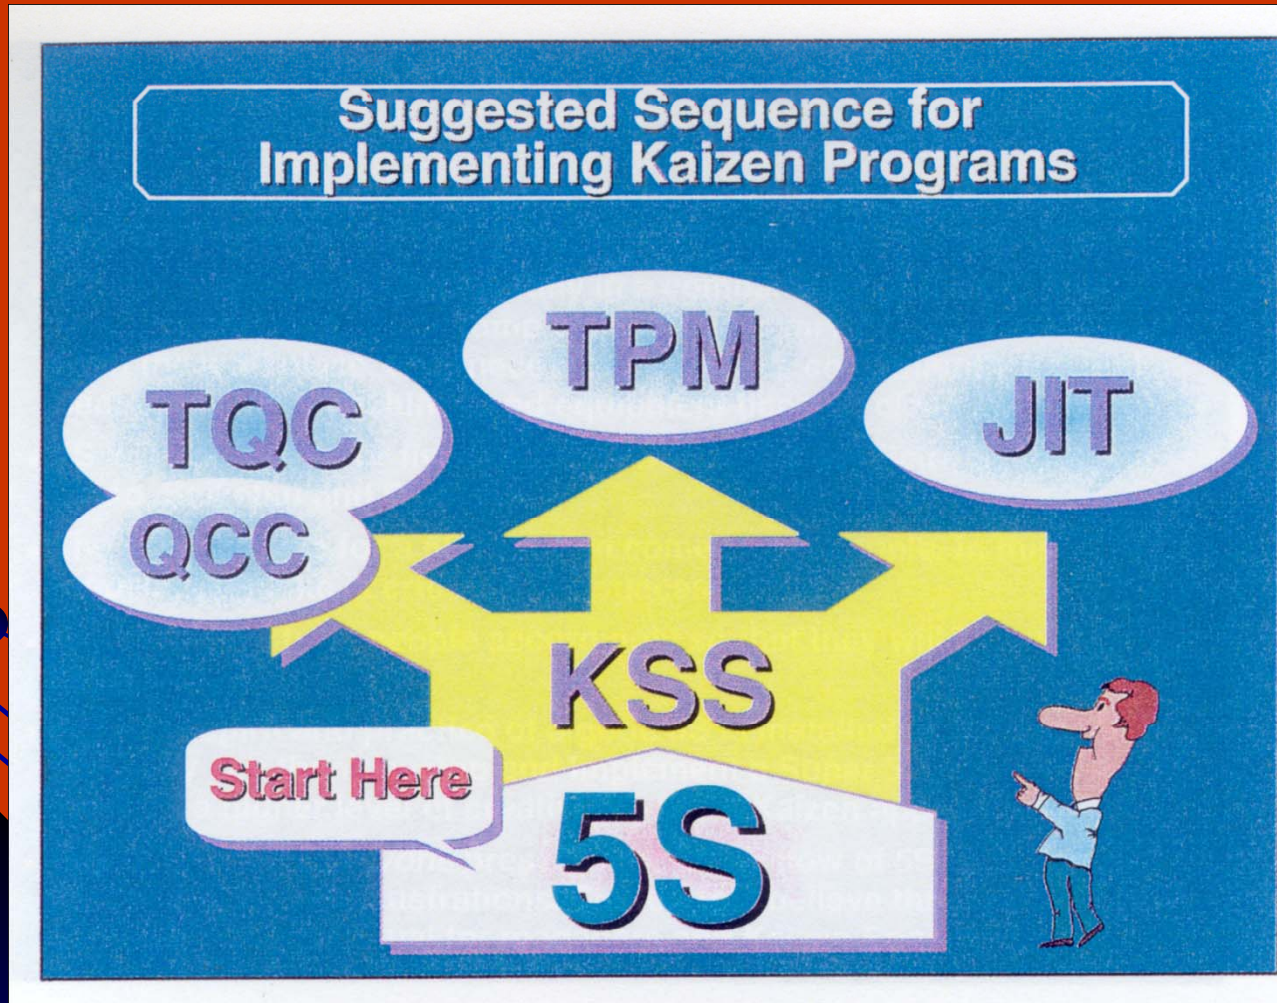 Suggested Sequence for
Implementing Kaizen Programs
TPM
TQC
JIT
QCC
KSS
Start Here
5S